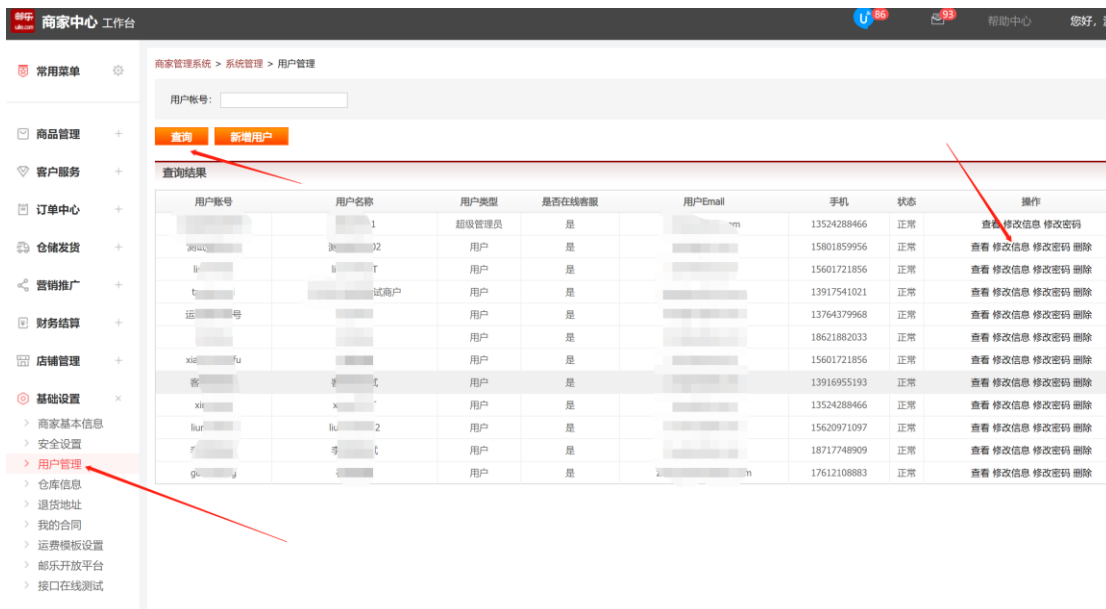 邮乐 ule.com 商家中心 工作台 86 93 帮助中心 您好,
常用菜单
商家管理系统 > 系统管理 > 用户管理
用户帐号:
商品管理
查询 新增用户
客户服务
查询结果
订单中心
用户账号 用户名称 用户类型 是否在线客服 用户Email 手机 状态 操作
1 超级管理员 是 13524288466 正常 查看 修改信息 修改密码
仓储发货
02 用户 是 15801859956 正常 查看 修改信息 修改密码 删除
用户 是 15601721856 正常 查看 修改信息 修改密码 删除
营销推广
试商户 用户 是 13917541021 正常 查看 修改信息 修改密码 删除
运 号 用户 是 13764379968 正常 查看 修改信息 修改密码 删除
财务结算
用户 是 18621882033 正常 查看 修改信息 修改密码 删除
店铺管理
xia fu 用户 是 15601721856 正常 查看 修改信息 修改密码 删除
用户 是 13916955193 正常 查看 修改信息 修改密码 删除
基础设置
用户 是 13524288466 正常 查看 修改信息 修改密码 删除
商家基本信息
liu 2 用户 是 15620971097 正常 查看 修改信息 修改密码 删除
安全设置
用户 是 18717748909 正常 查看 修改信息 修改密码 删除
用户管理
用户 是 17612108883 正常 查看 修改信息 修改密码 删除
仓库信息
退货地址
我的合同
运费模板设置
邮乐开放平台
接口在线测试